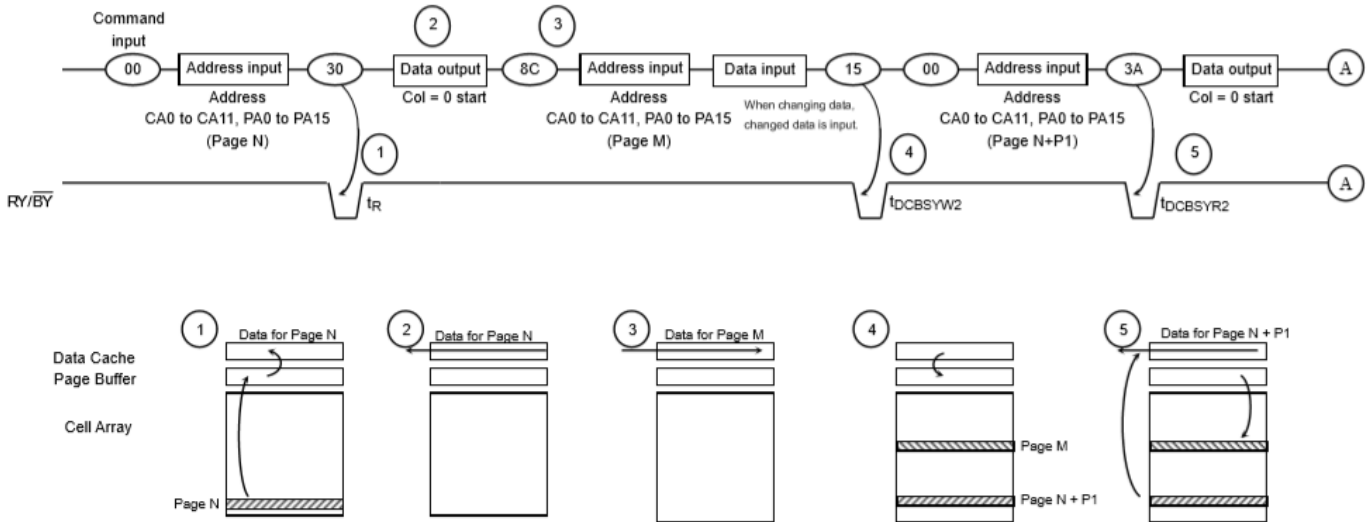 Command
input
2
3
00
Address input
30
Data output
8C
Address input
Data input
15
00
Address input
3A
Data output
A
Address
CA0 to CA11, PA0 to PA15
(Page N)
Col = 0 start
Address
CA0 to CA11, PA0 to PA15
(Page M)
When changing data,
changed data is input.
Address
CA0 to CA11, PA0 to PA15
(Page N+P1)
Col = 0 start
1
4
5
RY/BY
tR
tDCBSYW2
tDCBSYR2
A
1
Data for Page N
2
Data for Page N
3
Data for Page M
4
5
Data for Page N + P1
Data Cache
Page Buffer
Cell Array
Page M
Page N
Page N + P1